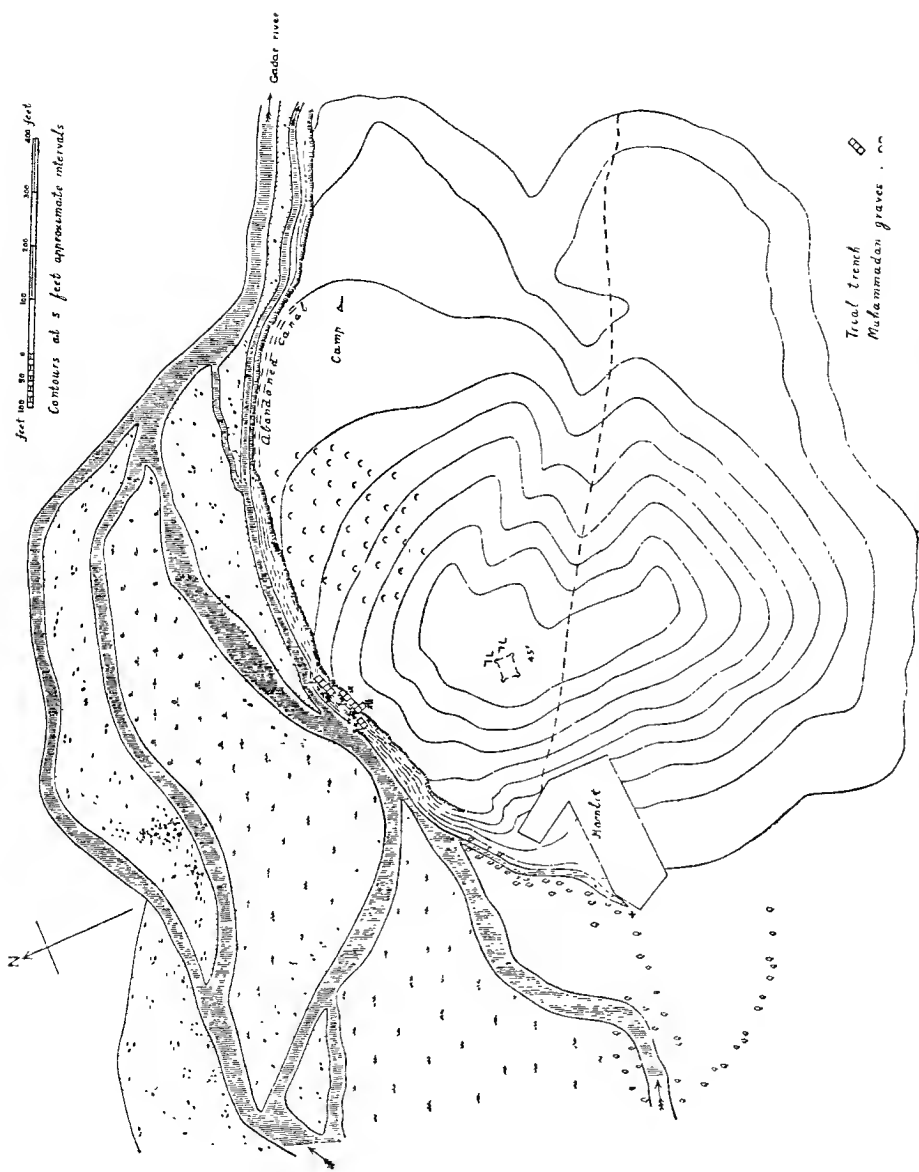 N
feet 100 50 0 100 200 300 400 feet
Contours at 5 feet approximate intervals
Gadar river
Abandoned Canal
Camp
45'
Mamlie
Trial trench
Muhammadan graves